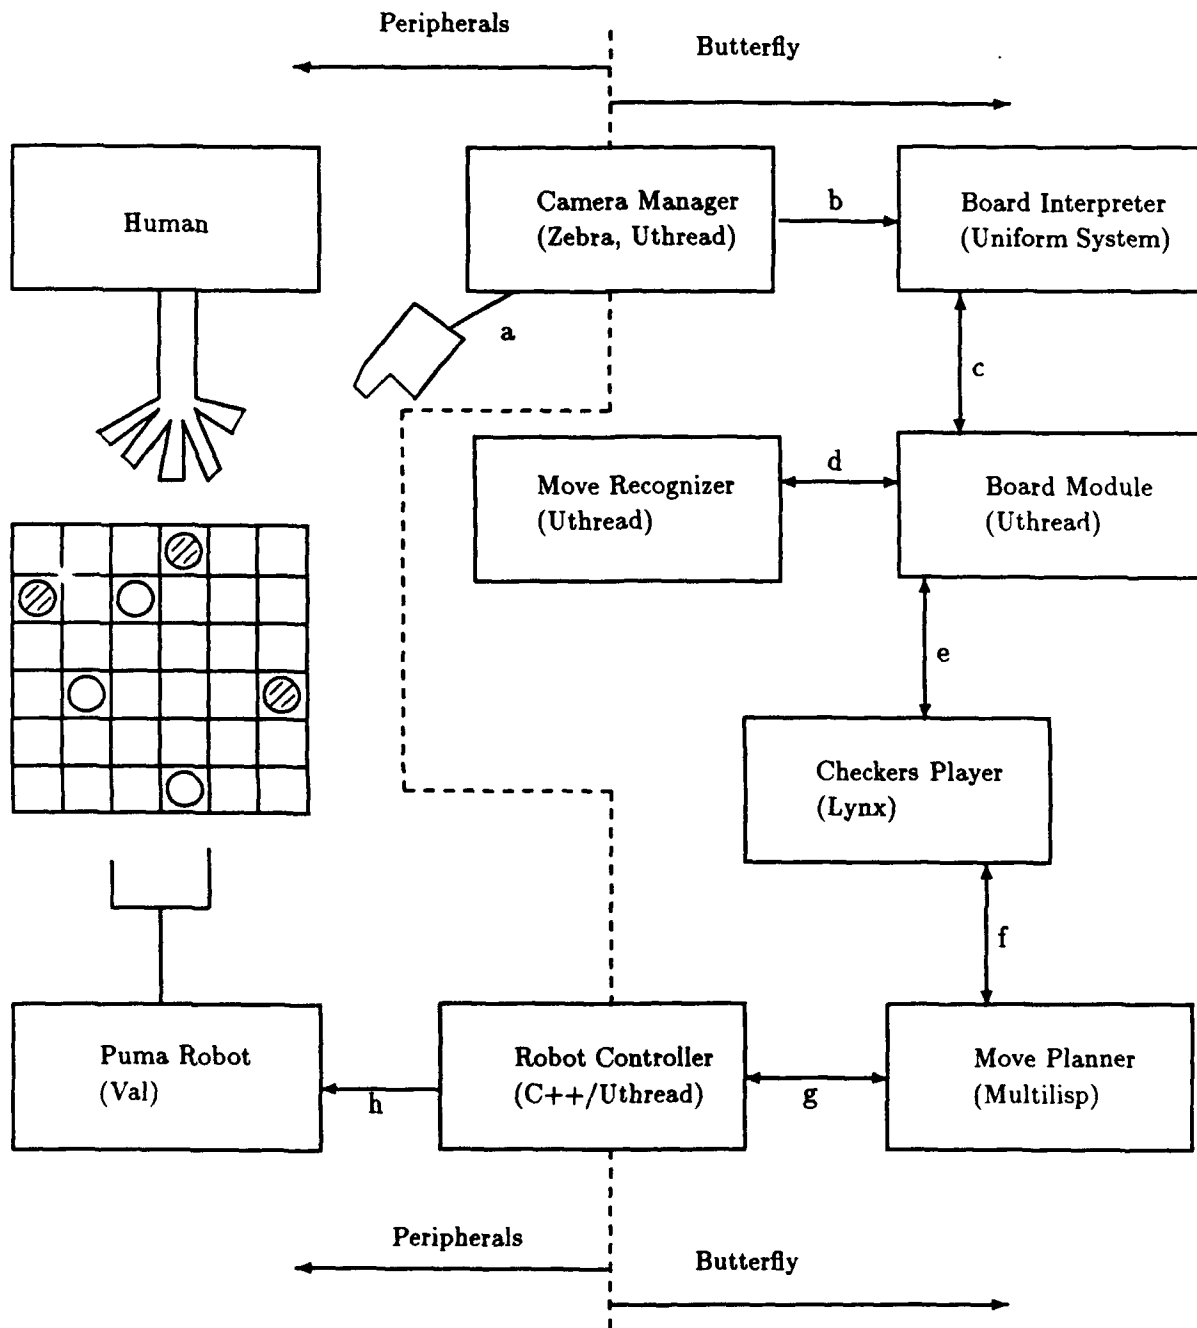 Peripherals
Butterfly
Human
Camera Manager
(Zebra, Uthread)
b
Board Interpreter
(Uniform System)
a
c
Move Recognizer
(Uthread)
d
Board Module
(Uthread)
e
Checkers Player
(Lynx)
f
Puma Robot
(Val)
h
Robot Controller
(C++/Uthread)
g
Move Planner
(Multilisp)
Peripherals
Butterfly